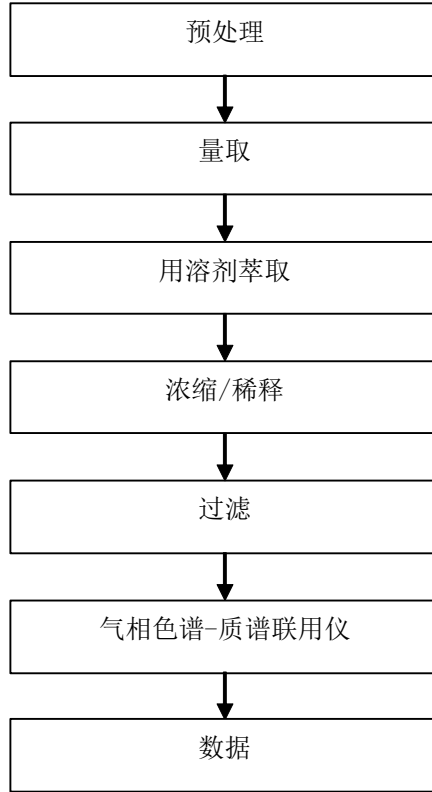 预处理
量取
用溶剂萃取
浓缩/稀释
过滤
气相色谱-质谱联用仪
数据